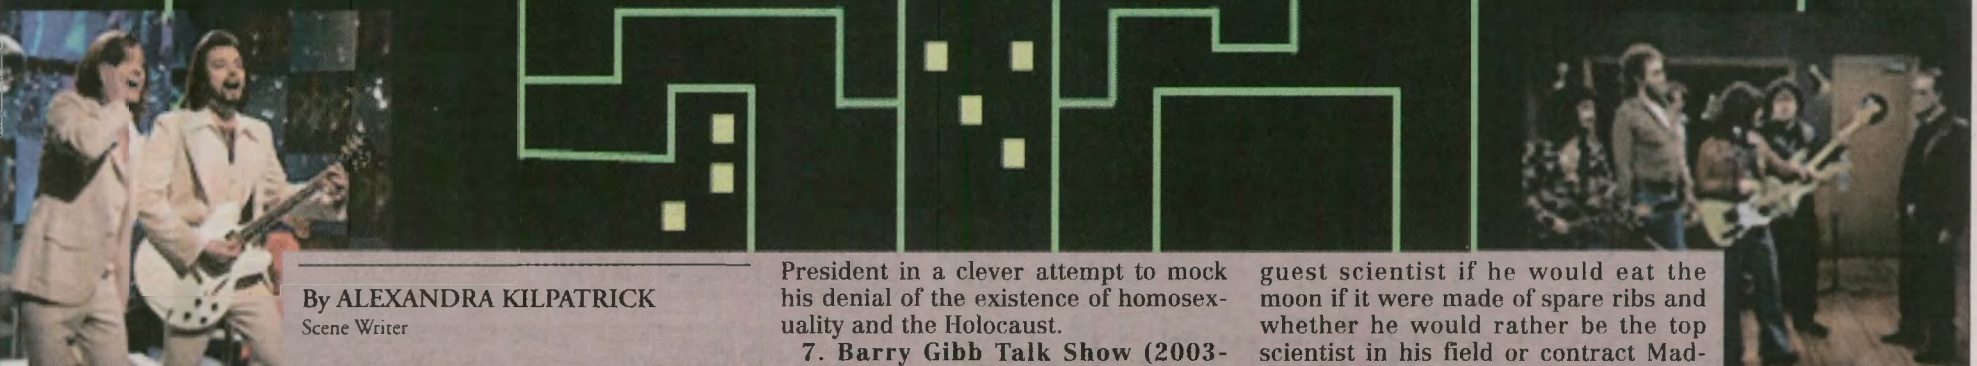 By ALEXANDRA KILPATRICK
Scene Writer
President in a clever attempt to mock
his denial of the existence of homosex-
uality and the Holocaust.
7. Barry Gibb Talk Show (2003-
guest scientist if he would eat the
moon if it were made of spare ribs and
whether he would rather be the top
scientist in his field or contract Mad-